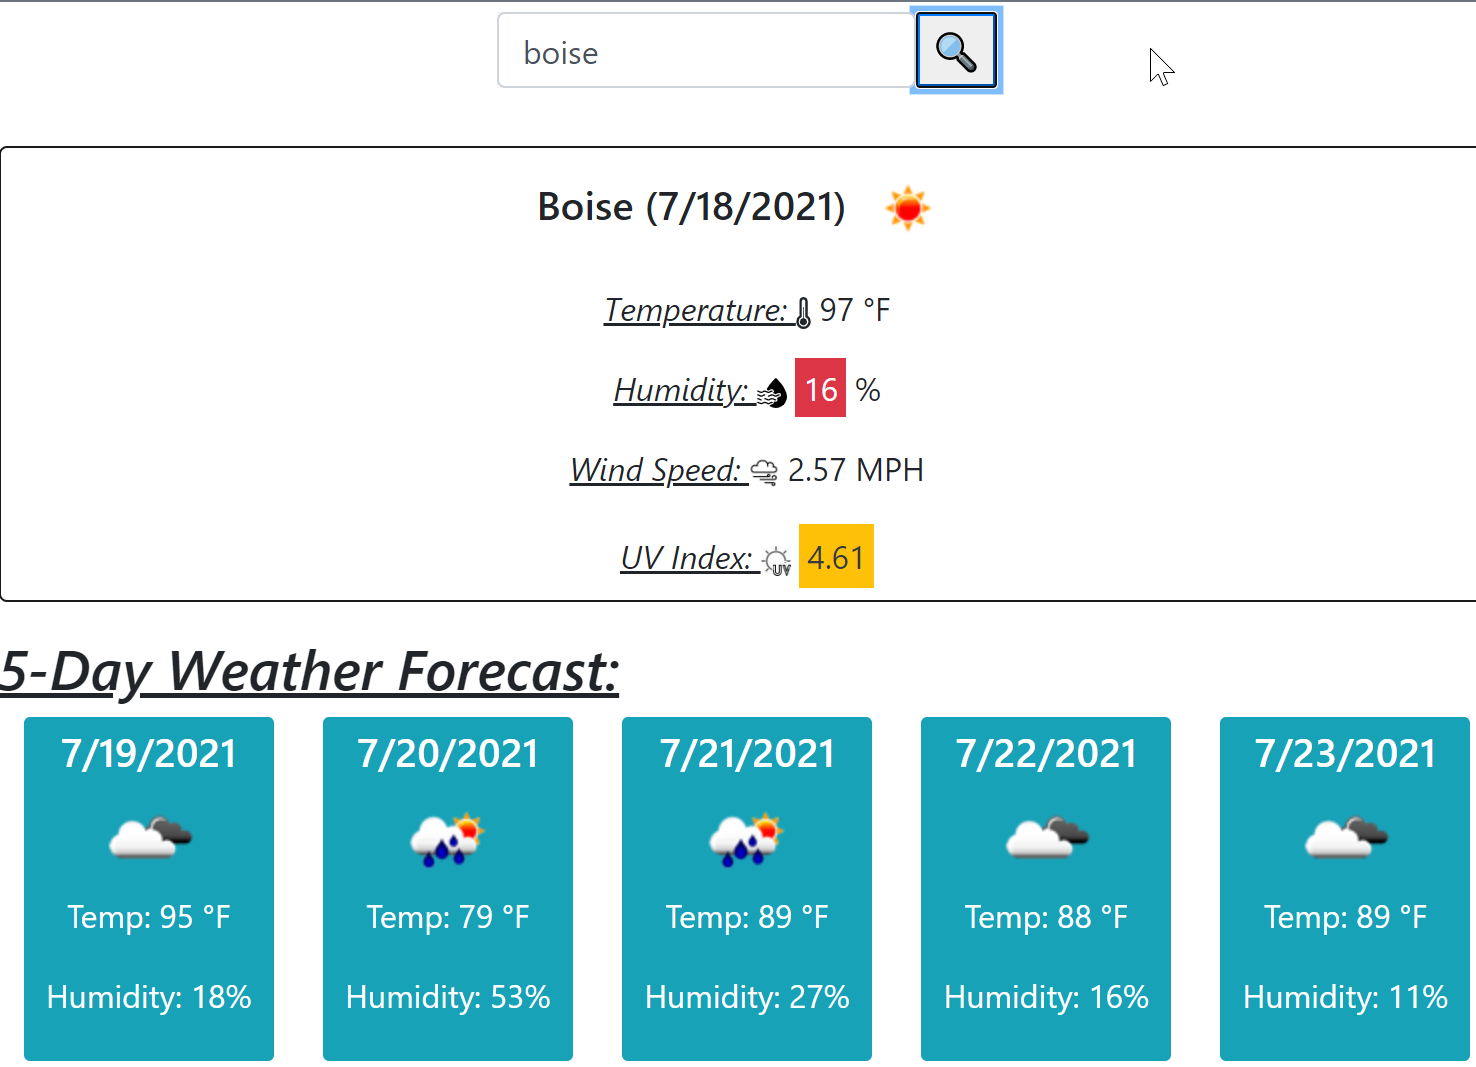 boise
Boise (7/18/2021)
Temperature: 97 °F
Humidity: 16 %
Wind Speed: 2.57 MPH
UV Index: UV 4.61
5-Day Weather Forecast:
7/19/2021
Temp: 95 °F
Humidity: 18%
7/20/2021
Temp: 79 °F
Humidity: 53%
7/21/2021
Temp: 89 °F
Humidity: 27%
7/22/2021
Temp: 88 °F
Humidity: 16%
7/23/2021
Temp: 89 °F
Humidity: 11%